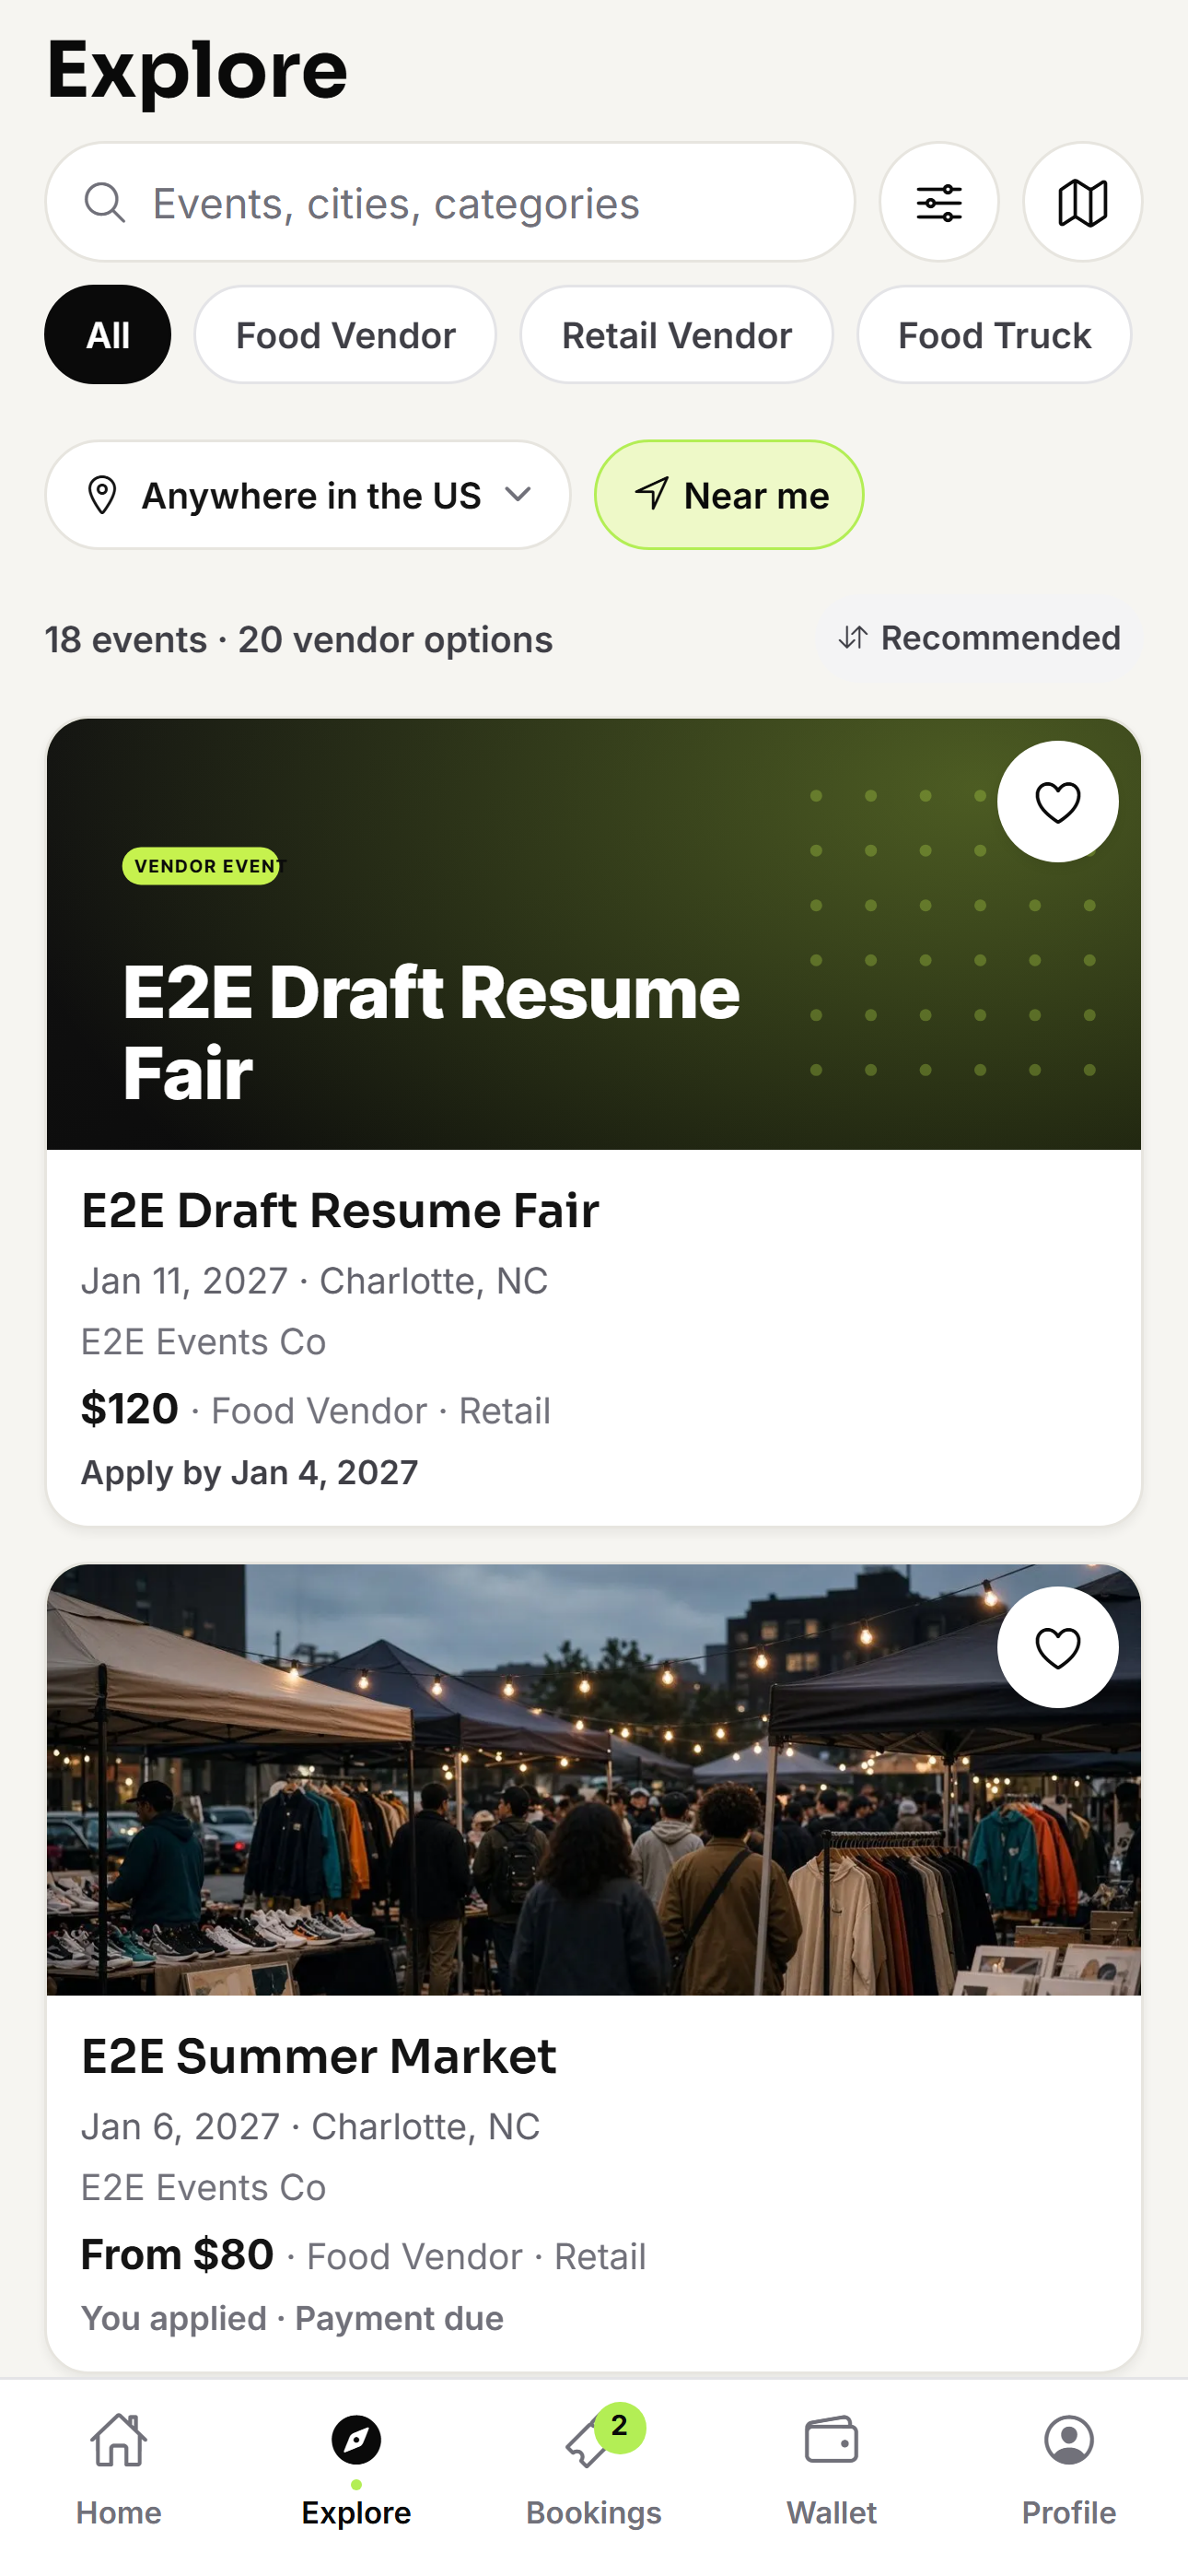 Explore
Events, cities, categories
All
Food Vendor
Retail Vendor
Food Truck
Anywhere in the US
Near me
18 events · 20 vendor options
Recommended
VENDOR EVENT
E2E Draft Resume
Fair
E2E Draft Resume Fair
Jan 11, 2027 · Charlotte, NC
E2E Events Co
$120 · Food Vendor · Retail
Apply by Jan 4, 2027
E2E Summer Market
Jan 6, 2027 · Charlotte, NC
E2E Events Co
From $80 · Food Vendor · Retail
You applied · Payment due
2
Home
Explore
Bookings
Wallet
Profile